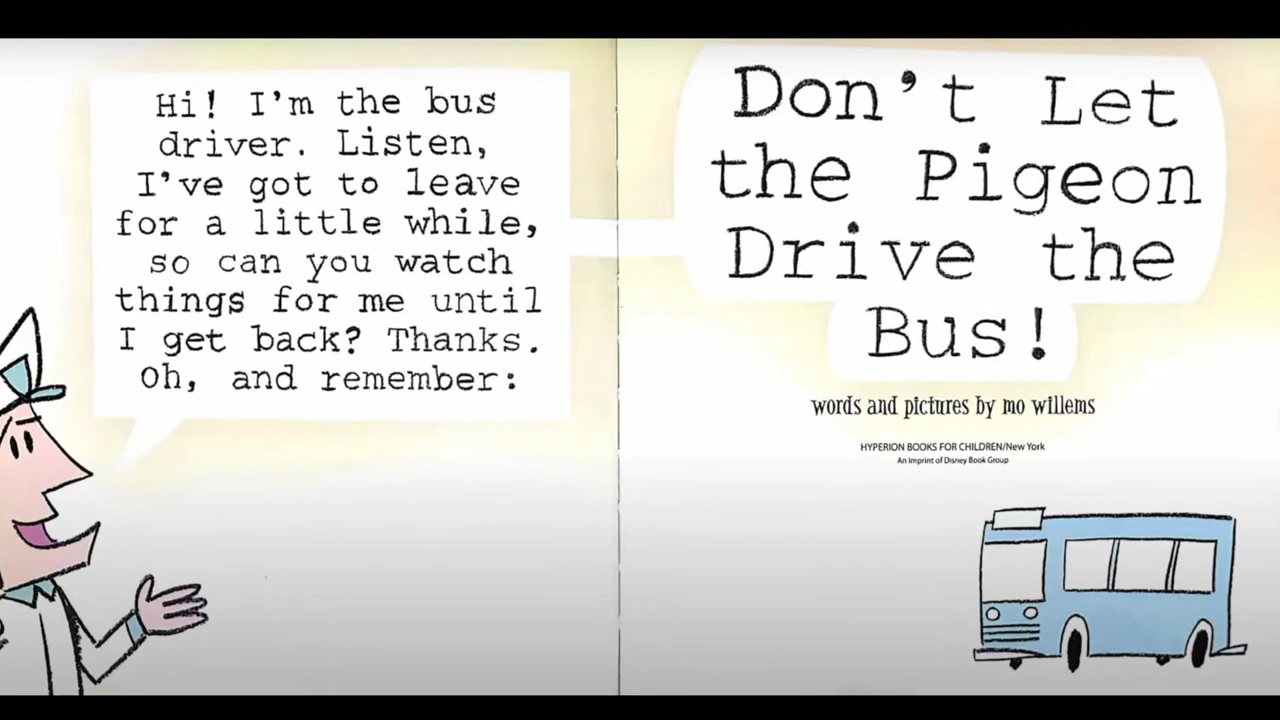 Hi! I'm the bus
driver. Listen,
I've got to leave
for a little while,
so can you watch
things for me until
I get back? Thanks.
Oh, and remember:
Don't Let
the Pigeon
Drive the
Bus!
words and pictures by mo willems
HYPERION BOOKS FOR CHILDREN/New York
An Imprint of Disney Book Group